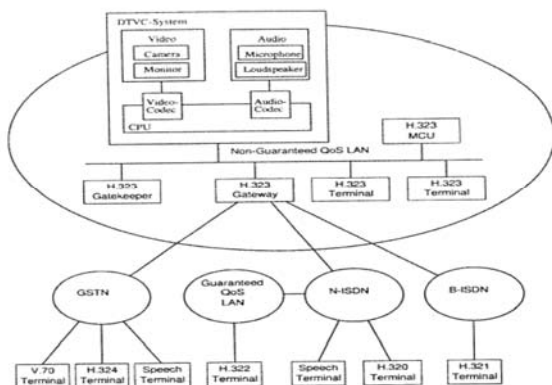 DTVC-System
Video
Camera
Monitor
Audio
Microphone
Loudspeaker
Video-
Codec
Audio-
Codec
CPU
H.323
MCU
Non-Guaranteed QoS LAN
H.323
Gatekeeper
H.323
Gateway
H.323
Terminal
H.323
Terminal
GSTN
Guaranteed
QoS
LAN
N-ISDN
B-ISDN
V.70
Terminal
H.324
Terminal
Speech
Terminal
H.322
Terminal
Speech
Terminal
H.320
Terminal
H.321
Terminal